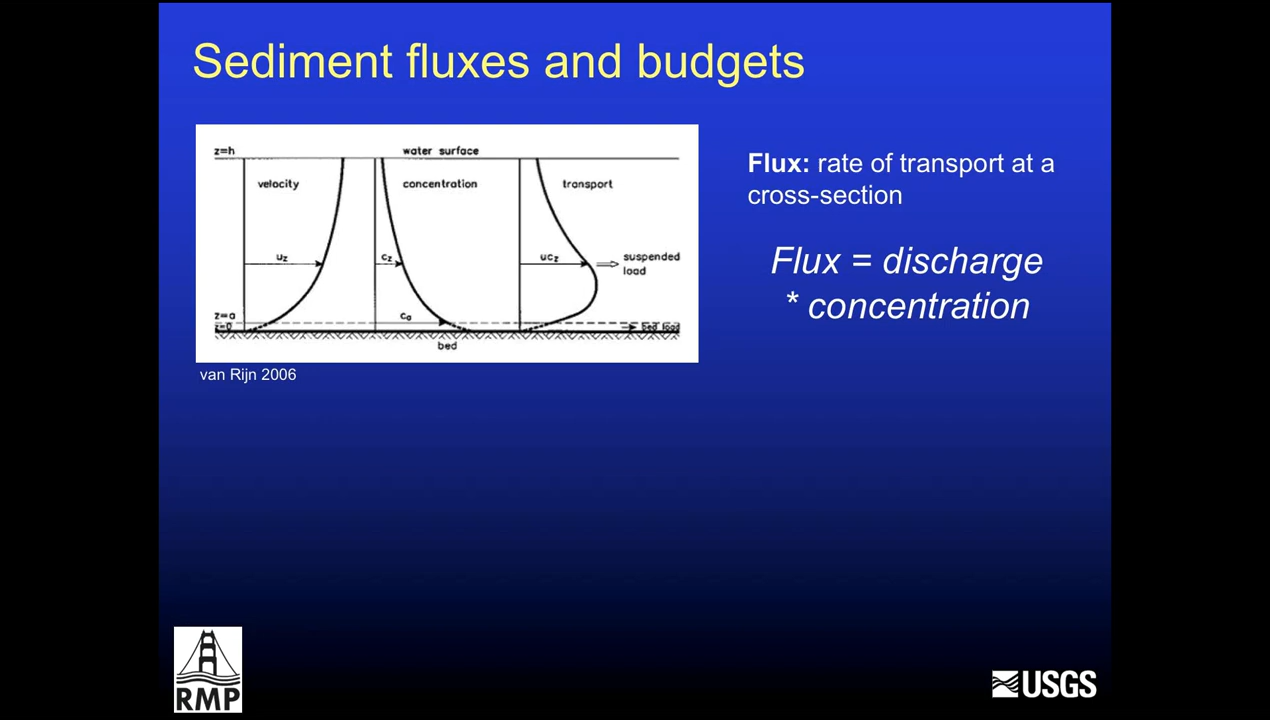 Sediment fluxes and budgets
z=h
water surface
velocity
concentration
transport
Flux: rate of transport at a
cross-section
Flux = discharge
* concentration
uz
cz
ucz
suspended
load
z=a
ca
z=0
bed load
bed
van Rijn 2006
RMP
USGS